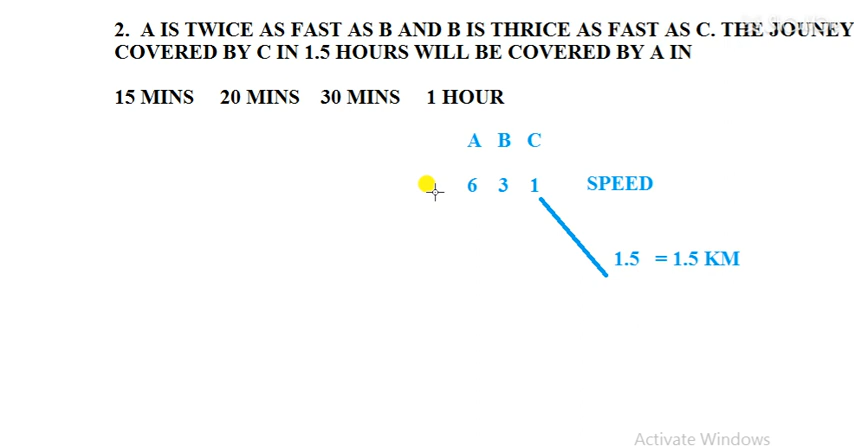 2. A IS TWICE AS FAST AS B AND B IS THRICE AS FAST AS C. THE JOUNEY
COVERED BY C IN 1.5 HOURS WILL BE COVERED BY A IN
15 MINS 20 MINS 30 MINS 1 HOUR
A B C
6 3 1 SPEED
1.5 = 1.5 KM
Activate Windows